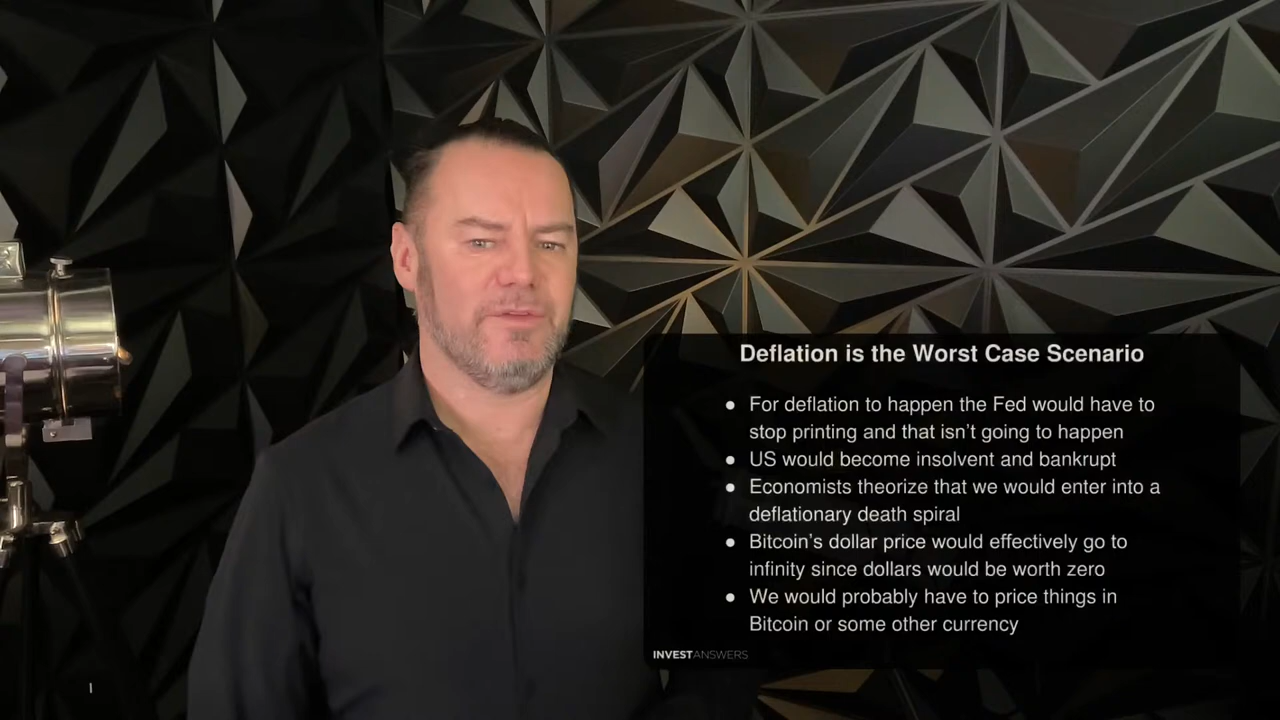 Deflation is the Worst Case Scenario
● For deflation to happen the Fed would have to
stop printing and that isn't going to happen
● US would become insolvent and bankrupt
● Economists theorize that we would enter into a
deflationary death spiral
● Bitcoin's dollar price would effectively go to
infinity since dollars would be worth zero
● We would probably have to price things in
Bitcoin or some other currency
INVESTANSWERS